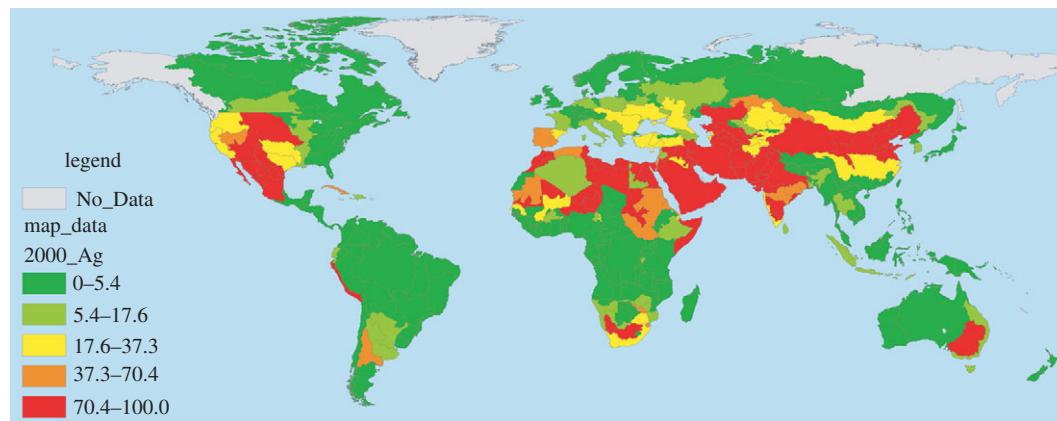 legend
No_Data
map_data
2000_Ag
0–5.4
5.4–17.6
17.6–37.3
37.3–70.4
70.4–100.0